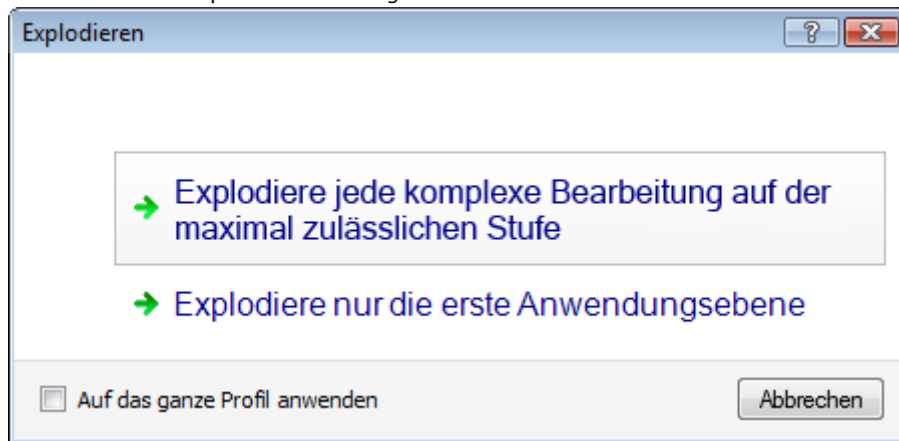 Explodieren
Explodiere jede komplexe Bearbeitung auf der
maximal zulässlichen Stufe
Explodiere nur die erste Anwendungsebene
Auf das ganze Profil anwenden
Abbrechen